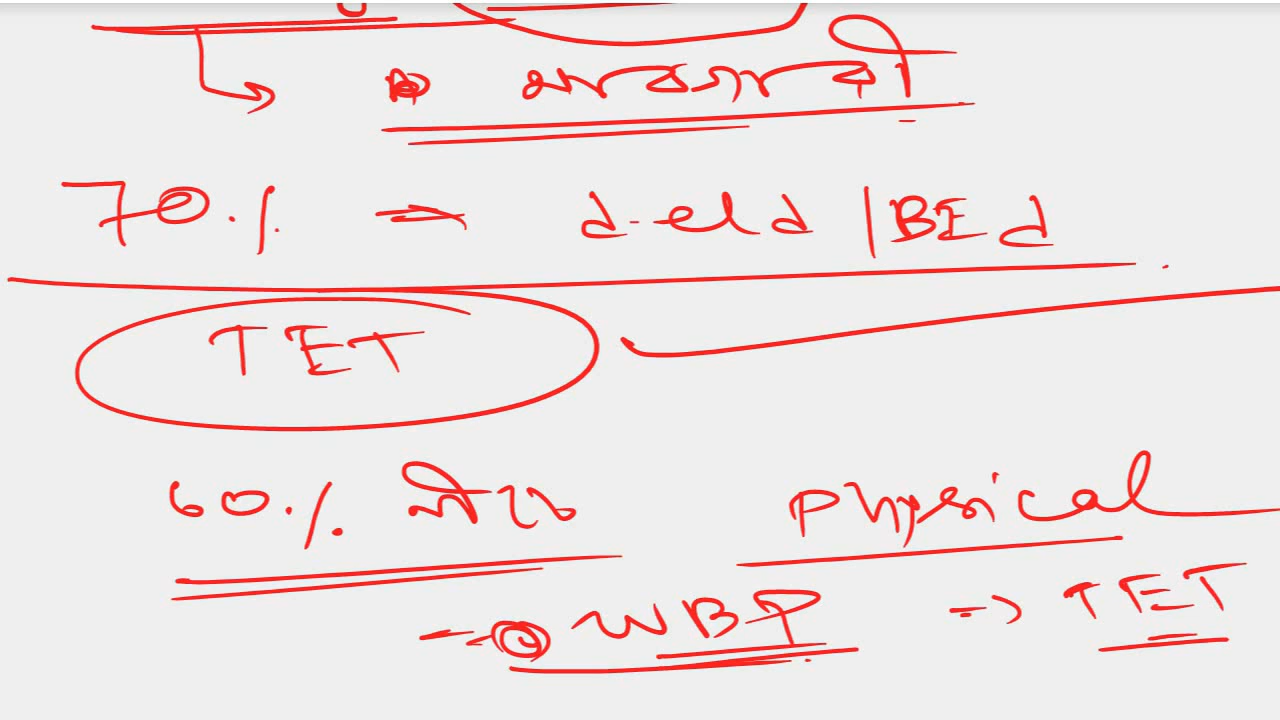 সরকারী
70% → d-eld | BEd
TET
60% Physical
→ WBP → TET